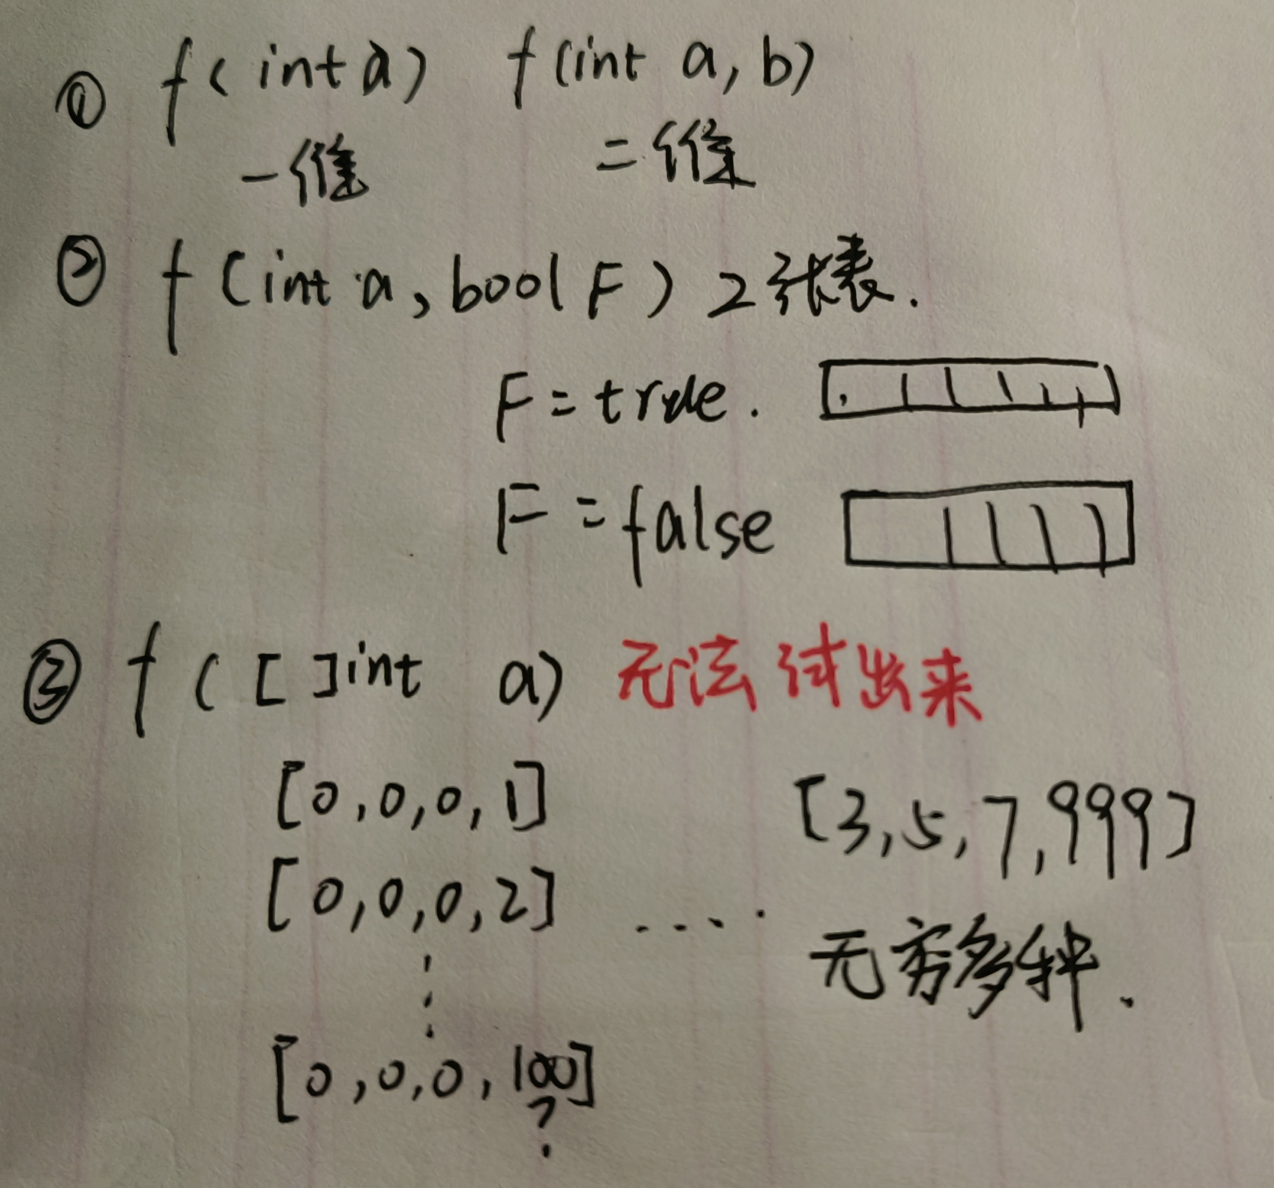 ① f(int a) f(int a, b)
一维 二维
② f(int a, bool F) 2张表.
F=true.
F=false
③ f([]int a) 无法试出来
[0,0,0,1] [3,5,7,999]
[0,0,0,2] .... 无穷多种.
[0,0,0,100]
?